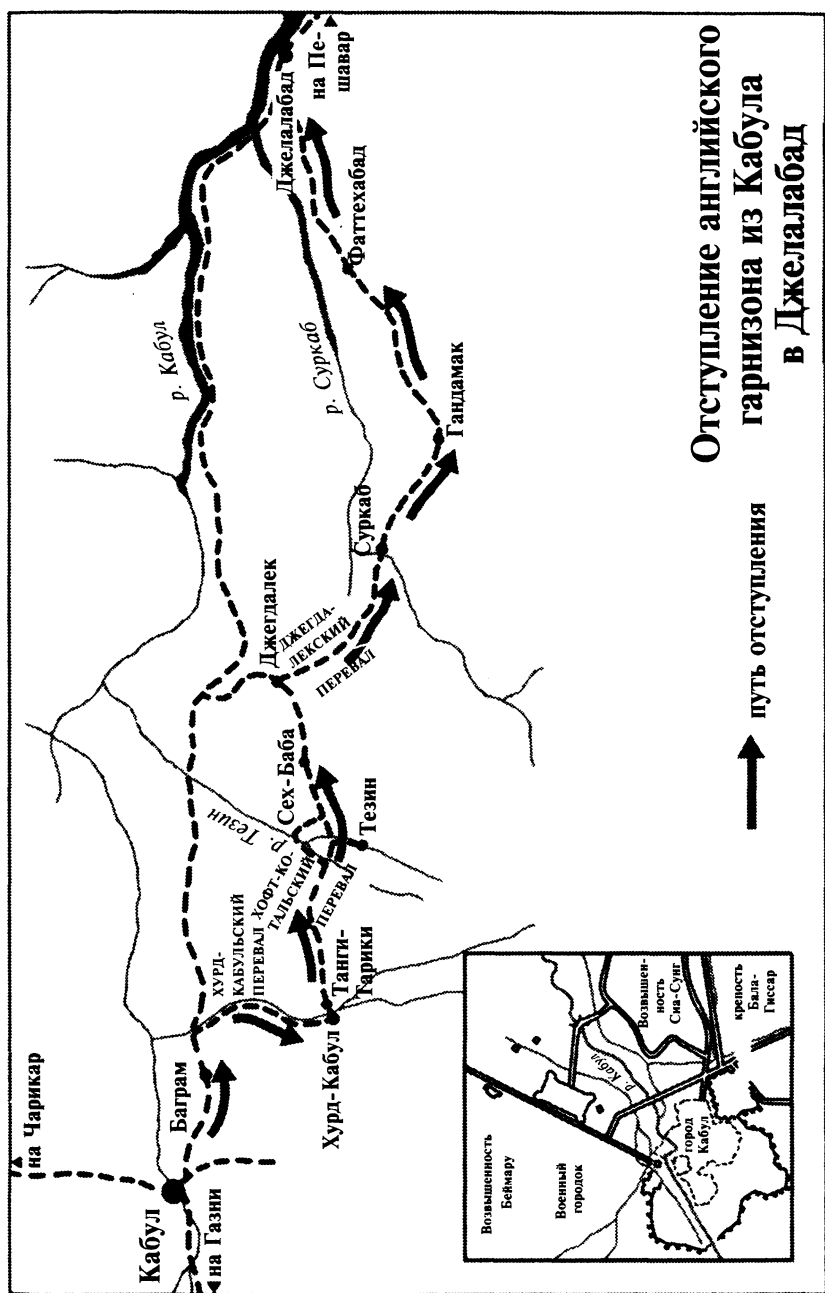 Отступление английского
гарнизона из Кабула
в Джелалабад
путь отступления
на Чарикар
Кабул
на Газни
Баграм
ХУРД-
КАБУЛЬСКИЙ
ПЕРЕВАЛ
Хурд-Кабул
Танги-
Тарики
ХОФТ-КО-
ТАЛЬСКИЙ
ПЕРЕВАЛ
р. Тезин
Сех-Баба
Тезин
Джегдалек
ДЖЕГДА-
ЛЕКСКИЙ
ПЕРЕВАЛ
Суркаб
р. Кабул
р. Суркаб
Гандамак
Фаттехабад
Джелалабад
на Пе-
шавар
Возвышенность
Беймару
Военный
городок
р. Кабул
город
Кабул
Возвышен-
ность
Сиа-Сунг
крепость
Бала-
Гиссар